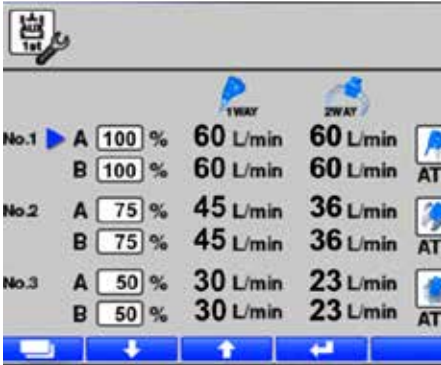 AUX
1st
1WAY 2WAY
No.1 A 100 % 60 L/min 60 L/min
B 100 % 60 L/min 60 L/min AT
No.2 A 75 % 45 L/min 36 L/min
B 75 % 45 L/min 36 L/min AT
No.3 A 50 % 30 L/min 23 L/min
B 50 % 30 L/min 23 L/min AT